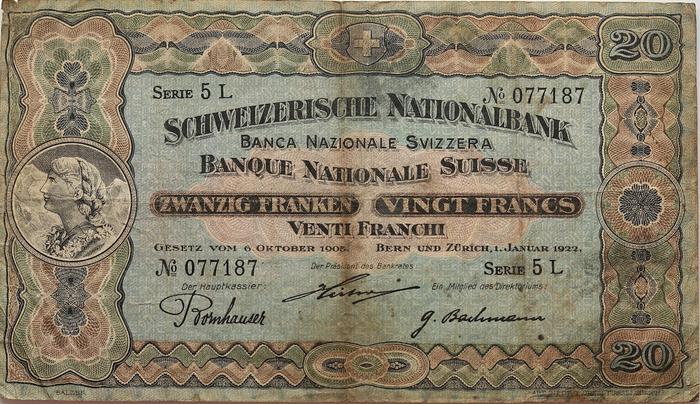 20
SERIE 5 L № 077187
SCHWEIZERISCHE NATIONALBANK
BANCA NAZIONALE SVIZZERA
BANQUE NATIONALE SUISSE
ZWANZIG FRANKEN VINGT FRANCS
VENTI FRANCHI
GESETZ VOM 6. OKTOBER 1905. BERN UND ZÜRICH, 1. JANUAR 1922.
№ 077187 Der Präsident des Bankrates: SERIE 5 L
Der Hauptkassier: Ein Mitglied des Direktoriums:
Bornhauser G. Bachmann
20
BALZER